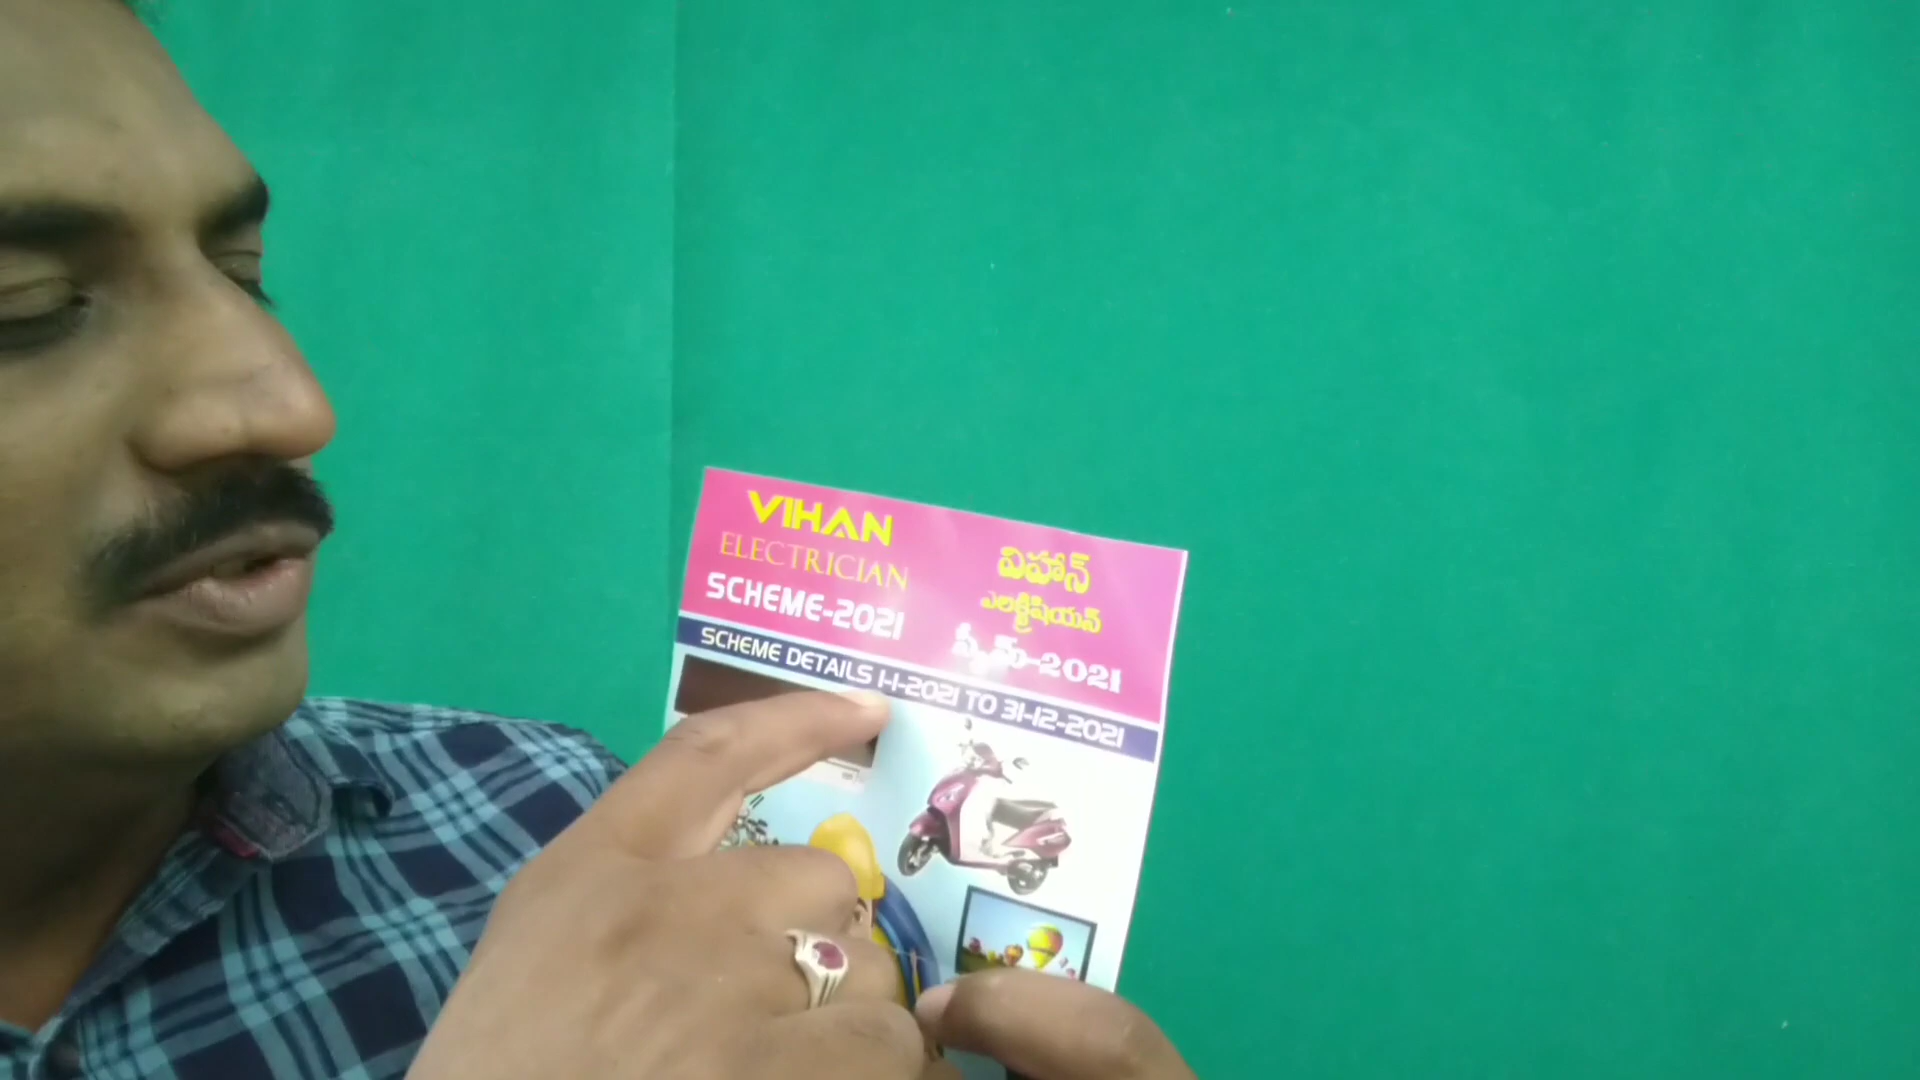 VIHAN
ELECTRICIAN
SCHEME-2021
విహాన్
ఎలక్ట్రీషియన్
స్కీమ్-2021
SCHEME DETAILS 1-1-2021 TO 31-12-2021